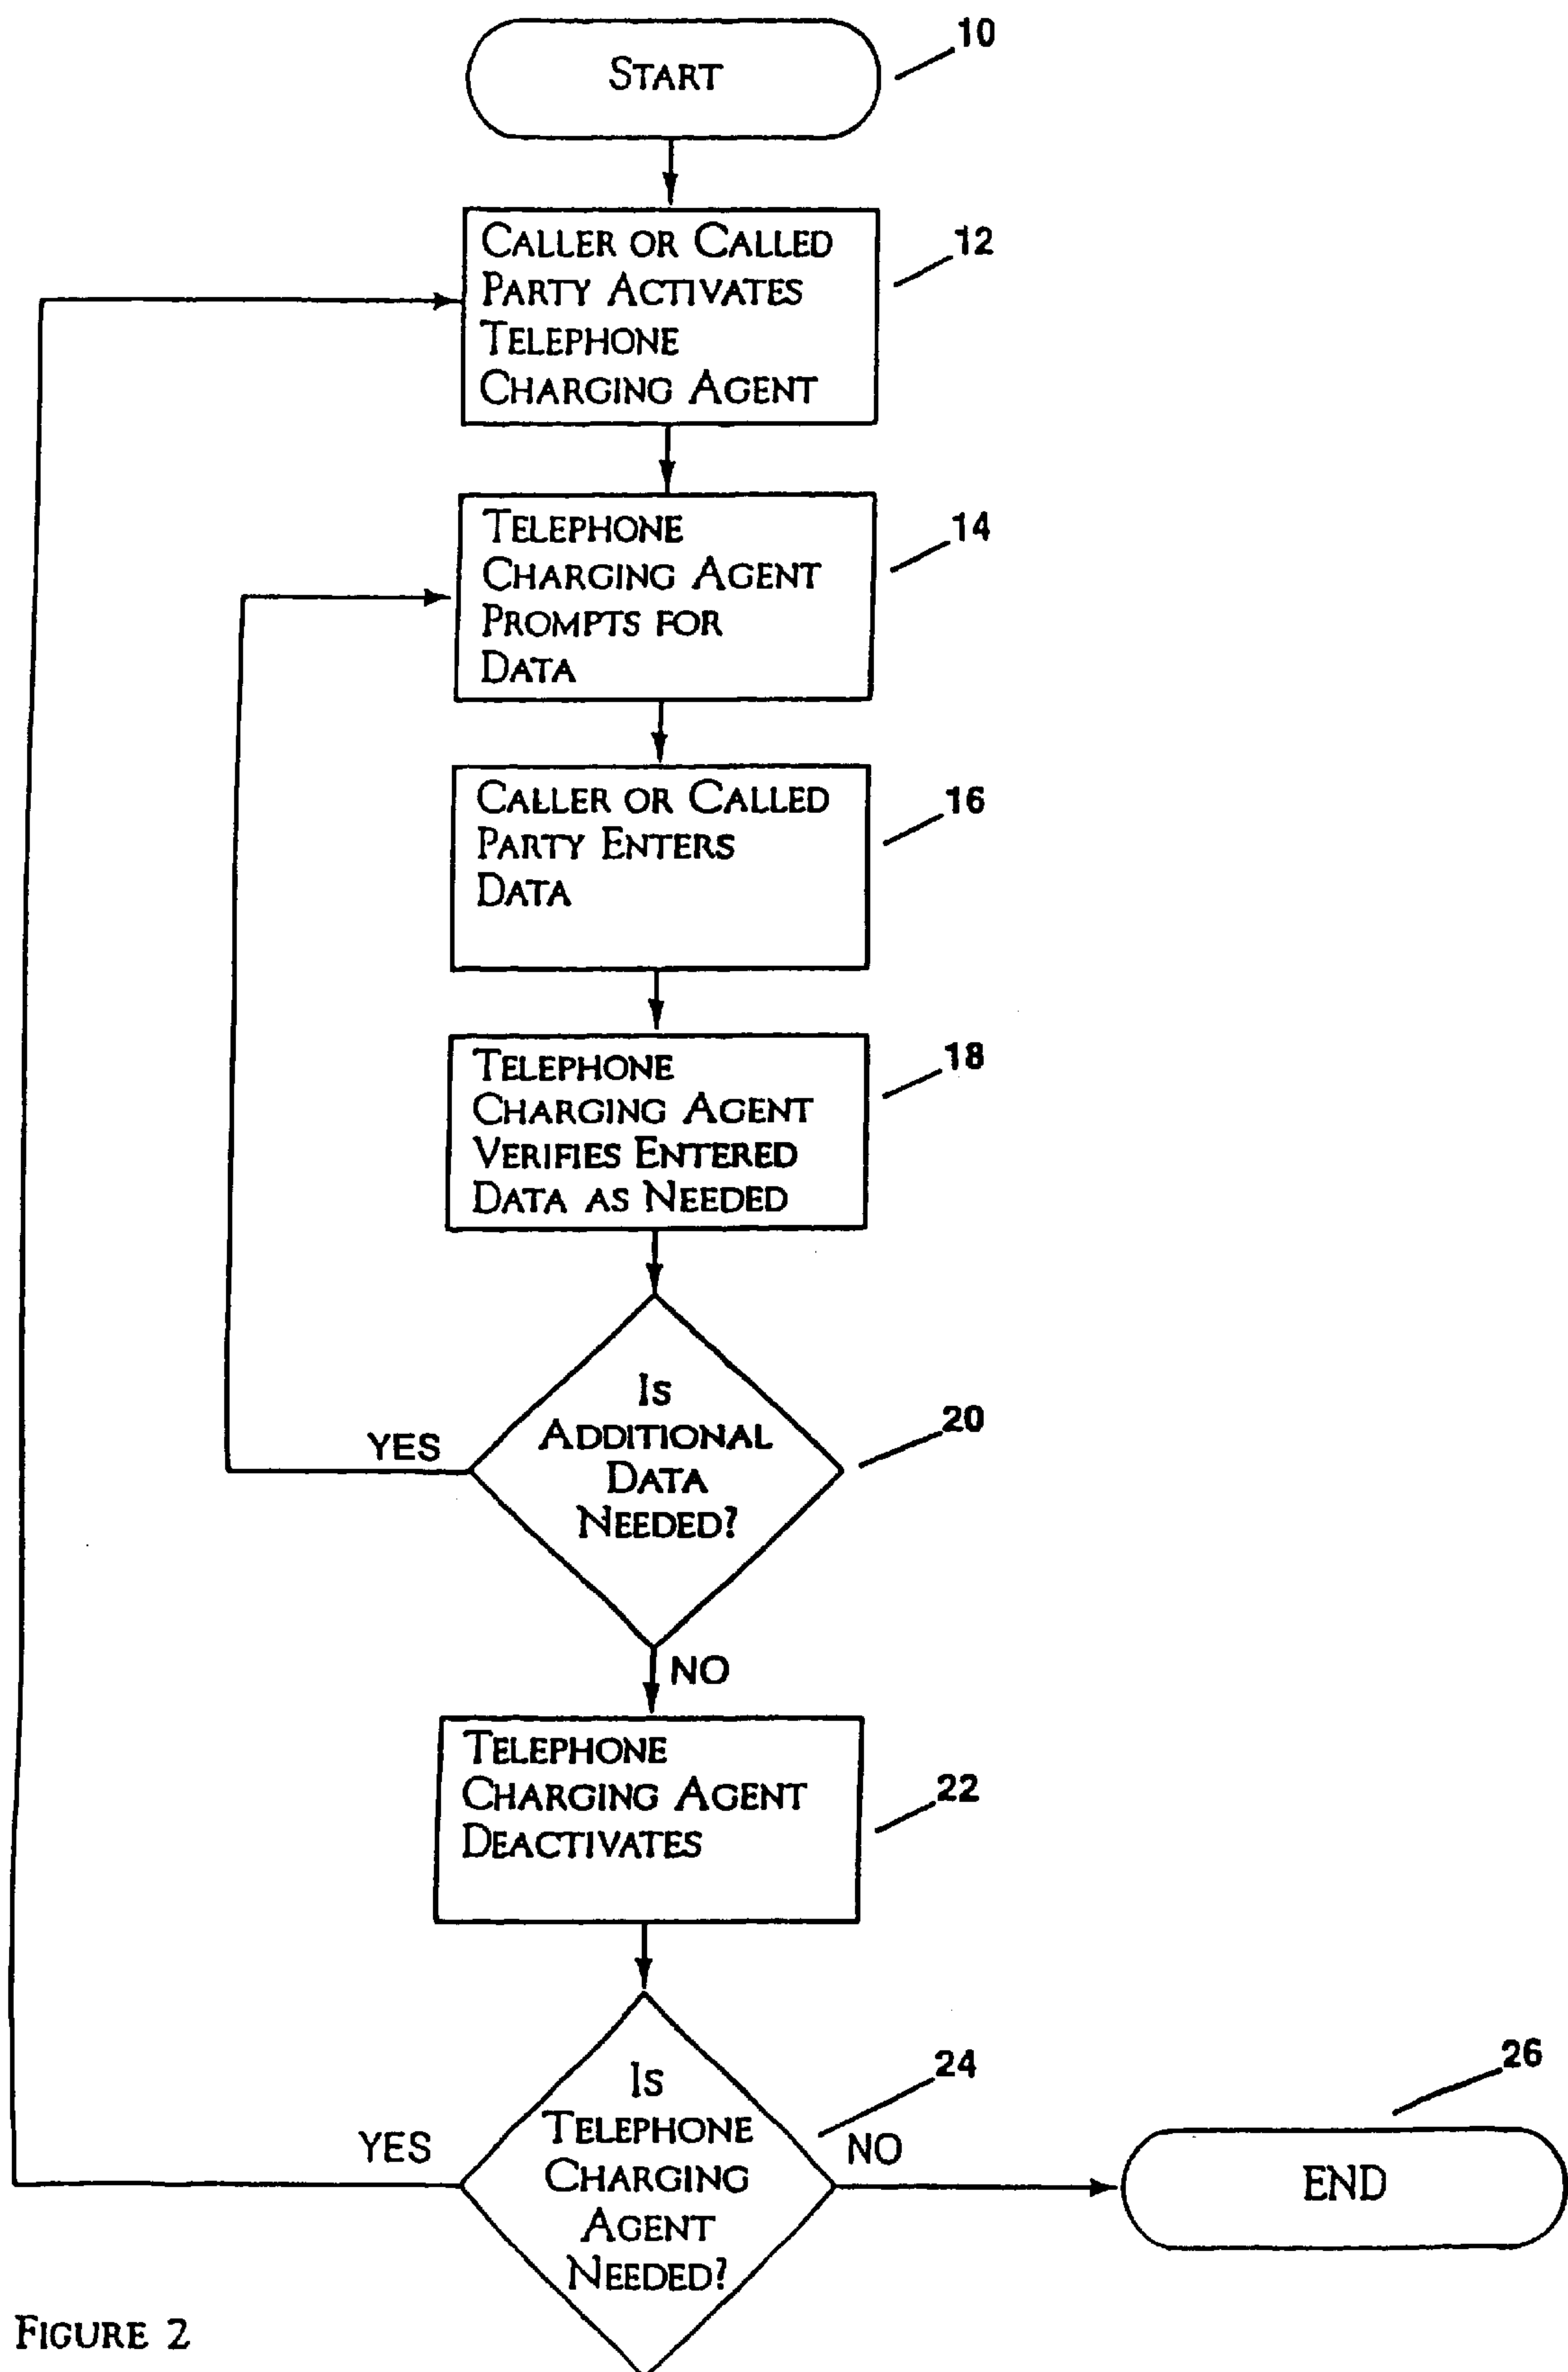 START
10
CALLER OR CALLED
PARTY ACTIVATES
TELEPHONE
CHARGING AGENT
12
TELEPHONE
CHARGING AGENT
PROMPTS FOR
DATA
14
CALLER OR CALLED
PARTY ENTERS
DATA
16
TELEPHONE
CHARGING AGENT
VERIFIES ENTERED
DATA AS NEEDED
18
IS
ADDITIONAL
DATA
NEEDED?
20
YES
NO
TELEPHONE
CHARGING AGENT
DEACTIVATES
22
IS
TELEPHONE
CHARGING
AGENT
NEEDED?
24
YES
NO
END
26
FIGURE 2